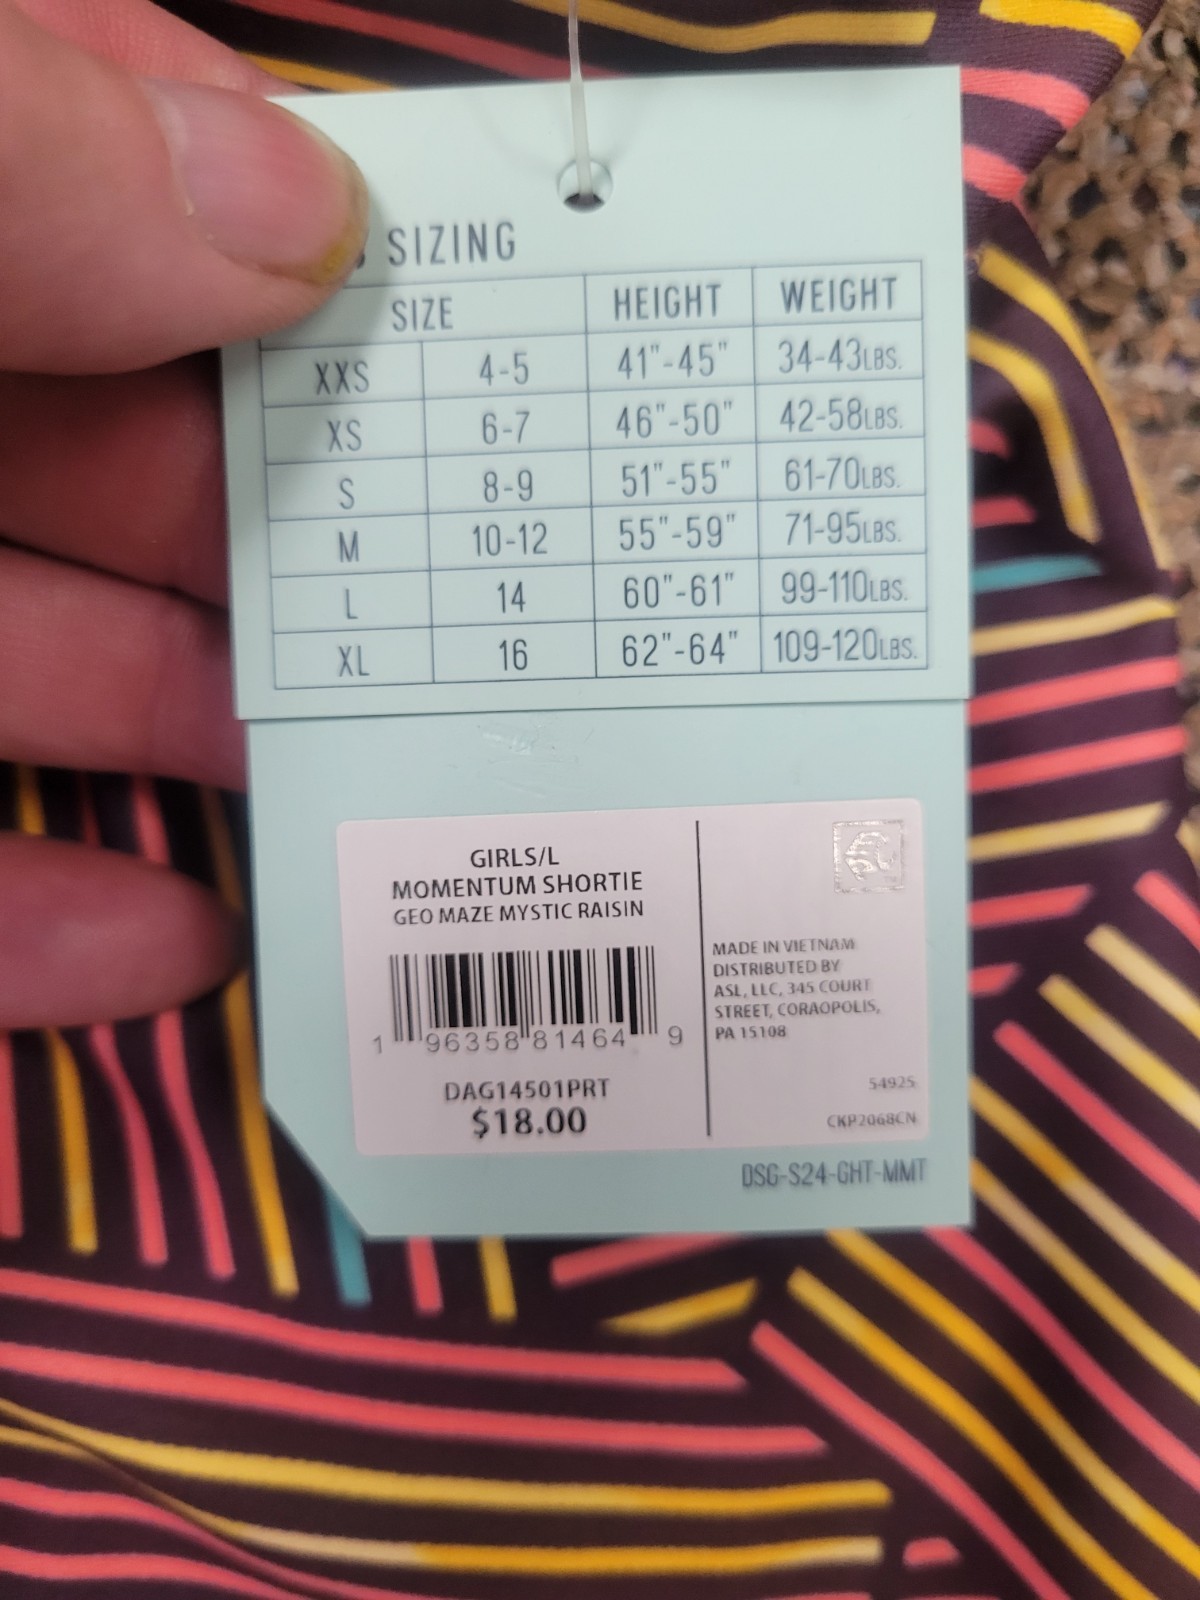 SIZING
SIZE HEIGHT WEIGHT
XXS 4-5 41"-45" 34-43LBS.
XS 6-7 46"-50" 42-58LBS.
S 8-9 51"-55" 61-70LBS.
M 10-12 55"-59" 71-95LBS.
L 14 60"-61" 99-110LBS.
XL 16 62"-64" 109-120LBS.
GIRLS/L
MOMENTUM SHORTIE
GEO MAZE MYSTIC RAISIN
1 96358 81464 9
DAG14501PRT
$18.00
MADE IN VIETNAM
DISTRIBUTED BY
ASL, LLC, 345 COURT
STREET, CORAOPOLIS,
PA 15108
54925
CKP2068CN
DSG-S24-GHT-MMT